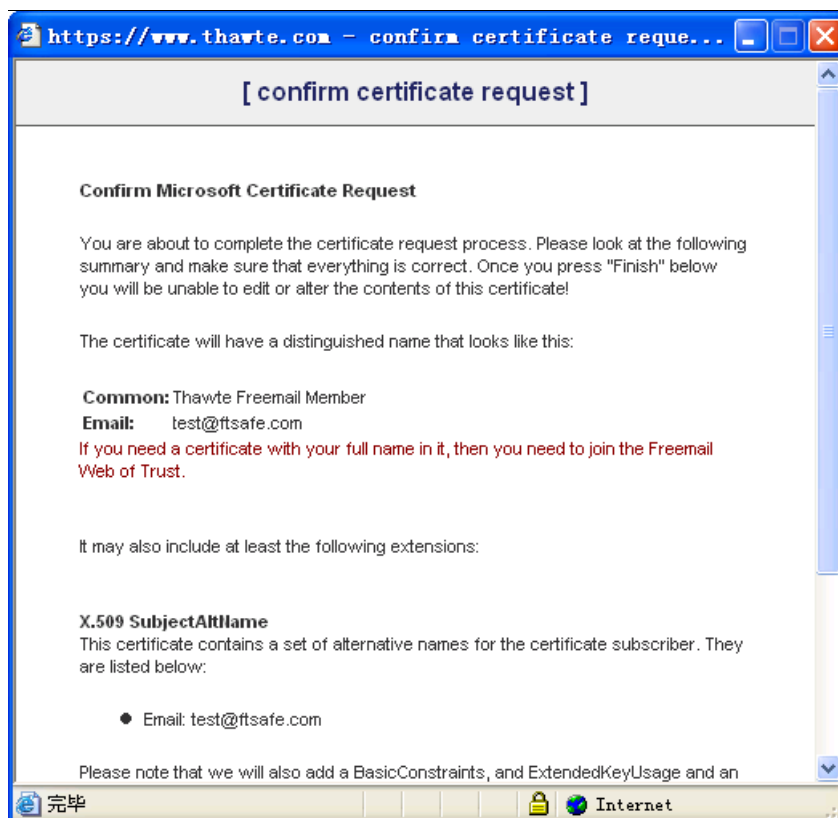 https://www.thawte.com - confirm certificate reque...
[ confirm certificate request ]
Confirm Microsoft Certificate Request
You are about to complete the certificate request process. Please look at the following
summary and make sure that everything is correct. Once you press "Finish" below
you will be unable to edit or alter the contents of this certificate!
The certificate will have a distinguished name that looks like this:
Common: Thawte Freemail Member
Email: test@ftsafe.com
If you need a certificate with your full name in it, then you need to join the Freemail
Web of Trust.
It may also include at least the following extensions:
X.509 SubjectAltName
This certificate contains a set of alternative names for the certificate subscriber. They
are listed below:
● Email: test@ftsafe.com
Please note that we will also add a BasicConstraints, and ExtendedKeyUsage and an
完毕 Internet